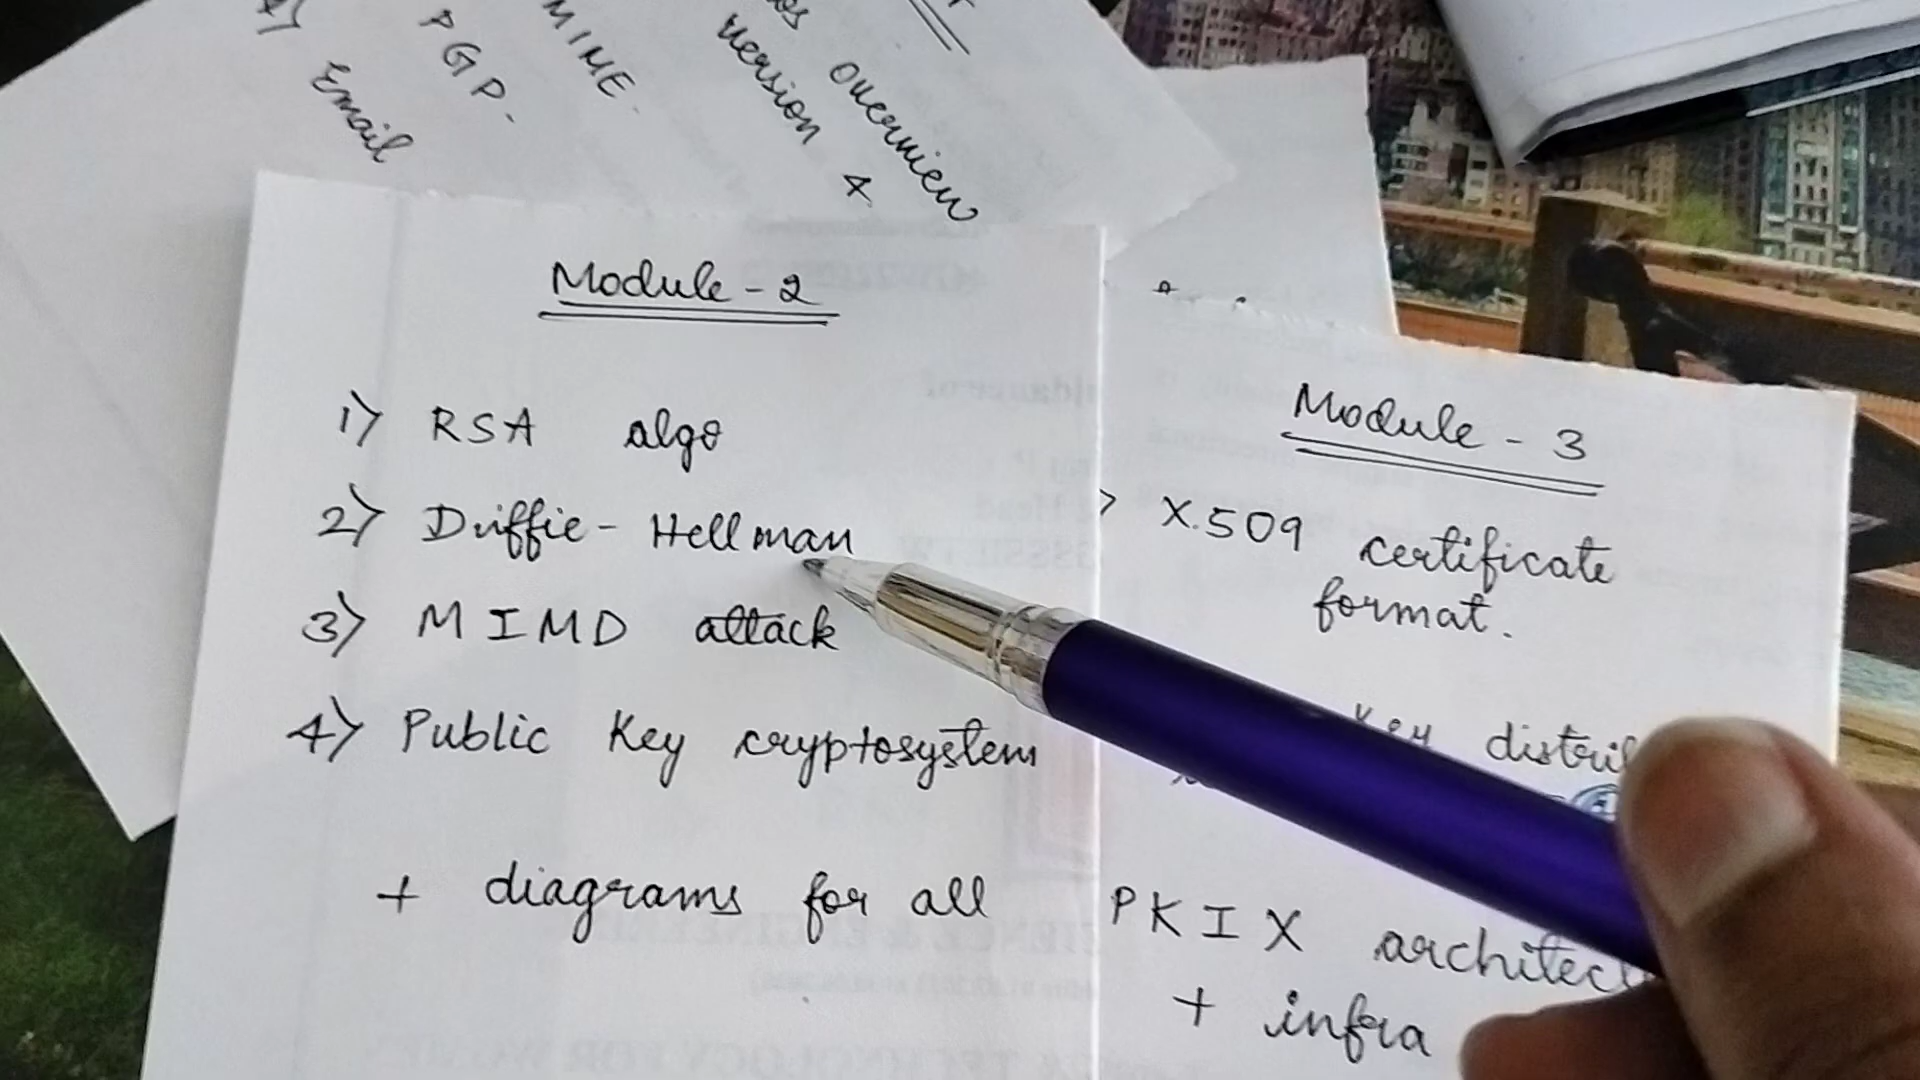 Email
PGP.
MIME.
overview
version 4
Module - 2
1) RSA algo
2) Diffie - Hellman
3) MIMD attack
4) Public Key cryptosystem
+ diagrams for all
Module - 3
X.509 certificate
format.
Key
PKIX
+ infra